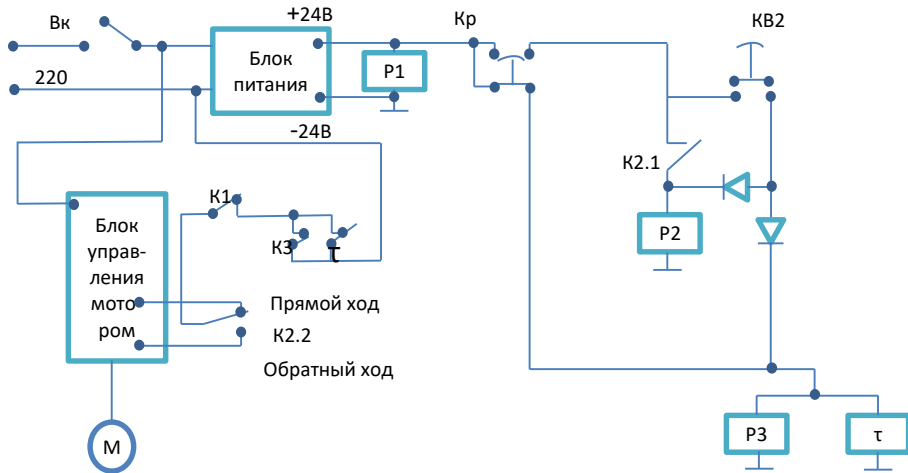 +24В
Вк
Кр
КВ2
Блок
питания
Р1
220
-24В
К2.1
К1
Блок
управ-
ления
мото
ром
К3
τ
Р2
Прямой ход
К2.2
Обратный ход
М
Р3
τ